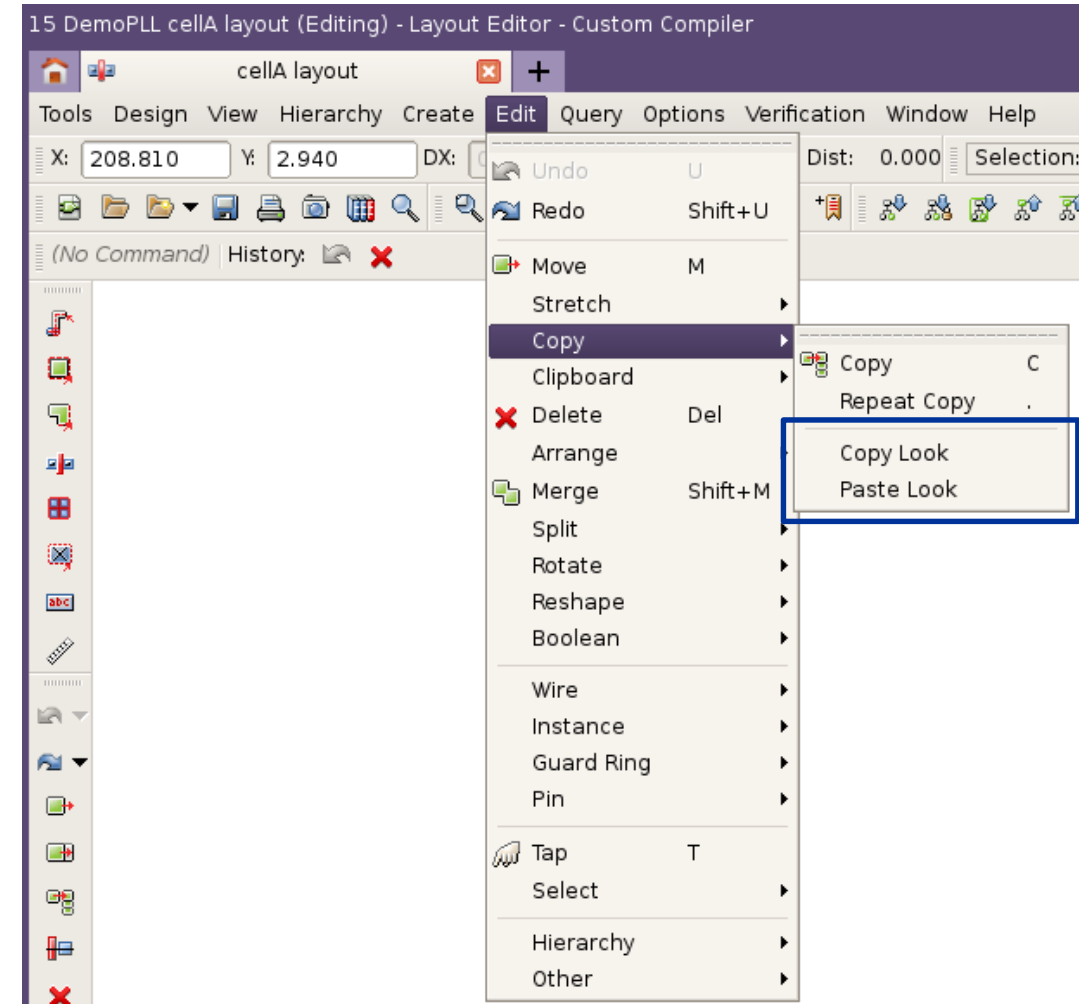 15 DemoPLL cellA layout (Editing) - Layout Editor - Custom Compiler
cellA layout
Tools Design View Hierarchy Create Edit Query Options Verification Window Help
X: 208.810 Y: 2.940 DX: Dist: 0.000 Selection:
(No Command) History:
abc
Undo U
Redo Shift+U
Move M
Stretch
Copy
Clipboard
Delete Del
Arrange
Merge Shift+M
Split
Rotate
Reshape
Boolean
Wire
Instance
Guard Ring
Pin
Tap T
Select
Hierarchy
Other
Copy C
Repeat Copy .
Copy Look
Paste Look